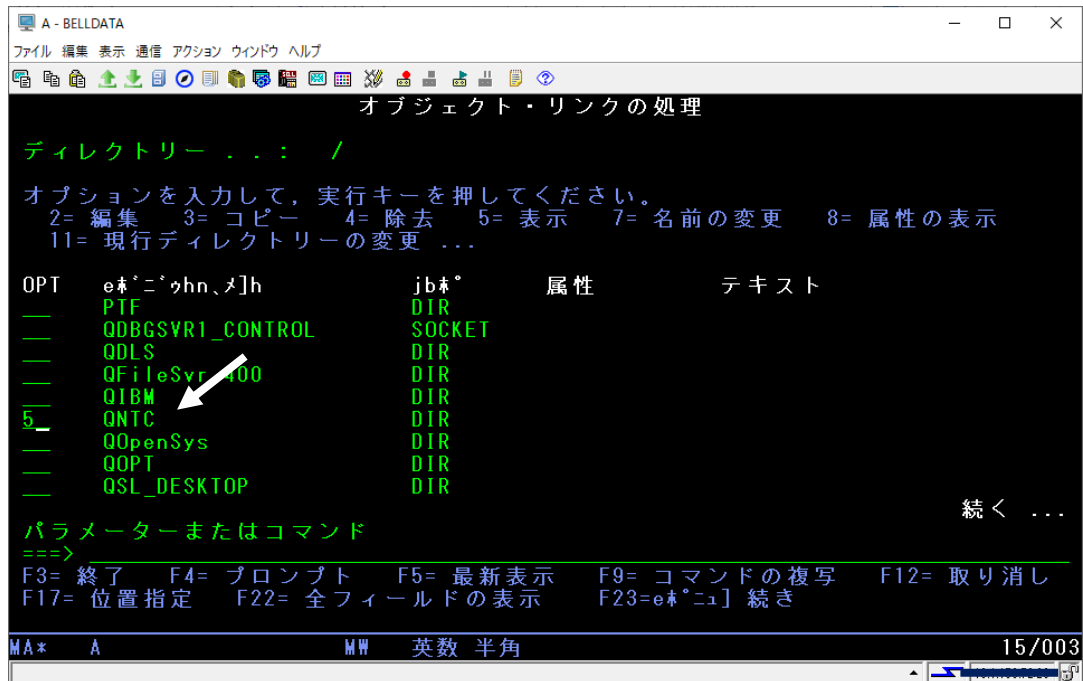 A - BELLDATA
ファイル 編集 表示 通信 アクション ウィンドウ ヘルプ
オブジェクト・リンクの処理
ディレクトリー . . : /
オプションを入力して, 実行キーを押してください。
2= 編集 3= コピー 4= 除去 5= 表示 7= 名前の変更 8= 属性の表示
11= 現行ディレクトリーの変更 ...
OPT 属性 テキスト
PTF DIR
QDBGSVR1_CONTROL SOCKET
QDLS DIR
QFileSvr.400 DIR
QIBM DIR
5_ QNTC DIR
QOpenSys DIR
QOPT DIR
QSL_DESKTOP DIR
続く ...
パラメーターまたはコマンド
===>
F3= 終了 F4= プロンプト F5= 最新表示 F9= コマンドの複写 F12= 取り消し
F17= 位置指定 F22= 全フィールドの表示 続き
MA* A MW 英数 半角 15/003